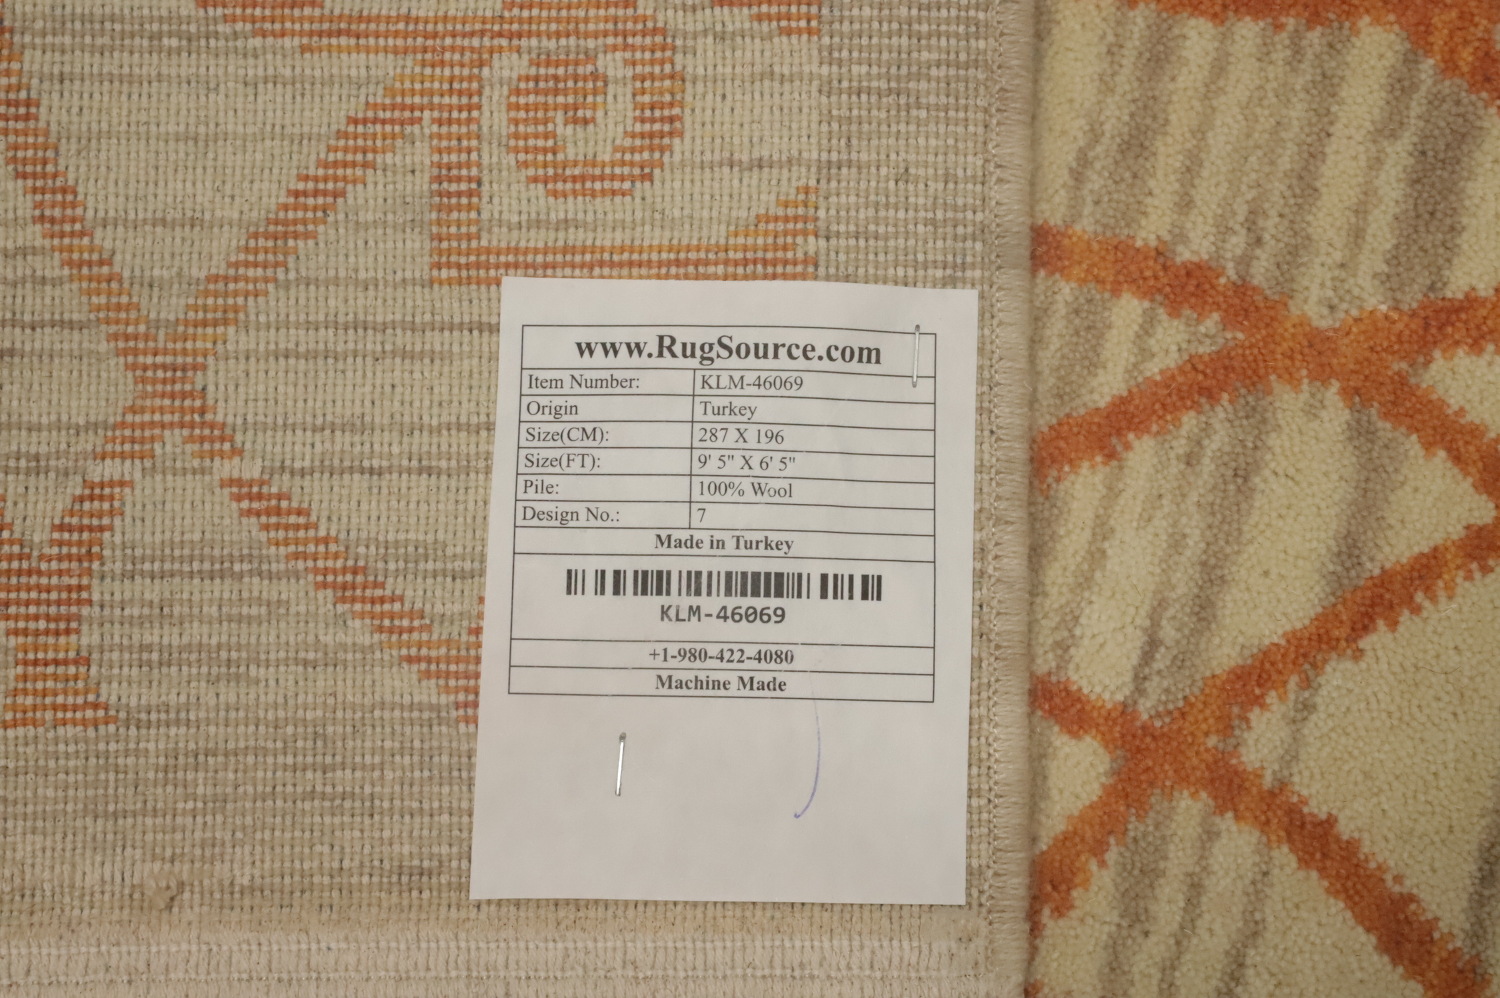 www.RugSource.com
Item Number: KLM-46069
Origin Turkey
Size(CM): 287 X 196
Size(FT): 9' 5" X 6' 5"
Pile: 100% Wool
Design No.: 7
Made in Turkey
KLM-46069
+1-980-422-4080
Machine Made